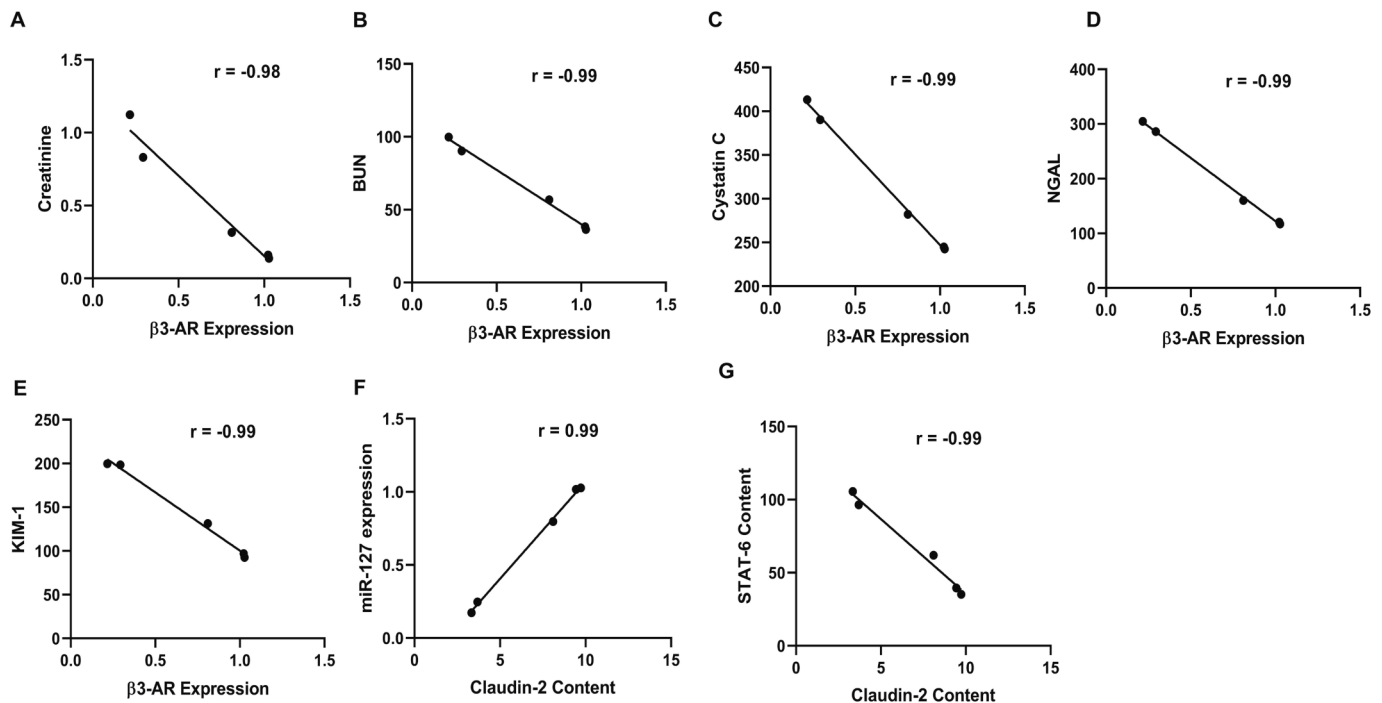 A
B
C
D
1.5
1.0
0.5
0.0
Creatinine
r = -0.98
0.0 0.5 1.0 1.5
β3-AR Expression
150
100
50
0
BUN
r = -0.99
0.0 0.5 1.0 1.5
β3-AR Expression
450
400
350
300
250
200
Cystatin C
r = -0.99
0.0 0.5 1.0 1.5
β3-AR Expression
400
300
200
100
0
NGAL
r = -0.99
0.0 0.5 1.0 1.5
β3-AR Expression
E
250
200
150
100
50
0
KIM-1
r = -0.99
0.0 0.5 1.0 1.5
β3-AR Expression
F
1.5
1.0
0.5
0.0
miR-127 expression
r = 0.99
0 5 10 15
Claudin-2 Content
G
150
100
50
0
STAT-6 Content
r = -0.99
0 5 10 15
Claudin-2 Content